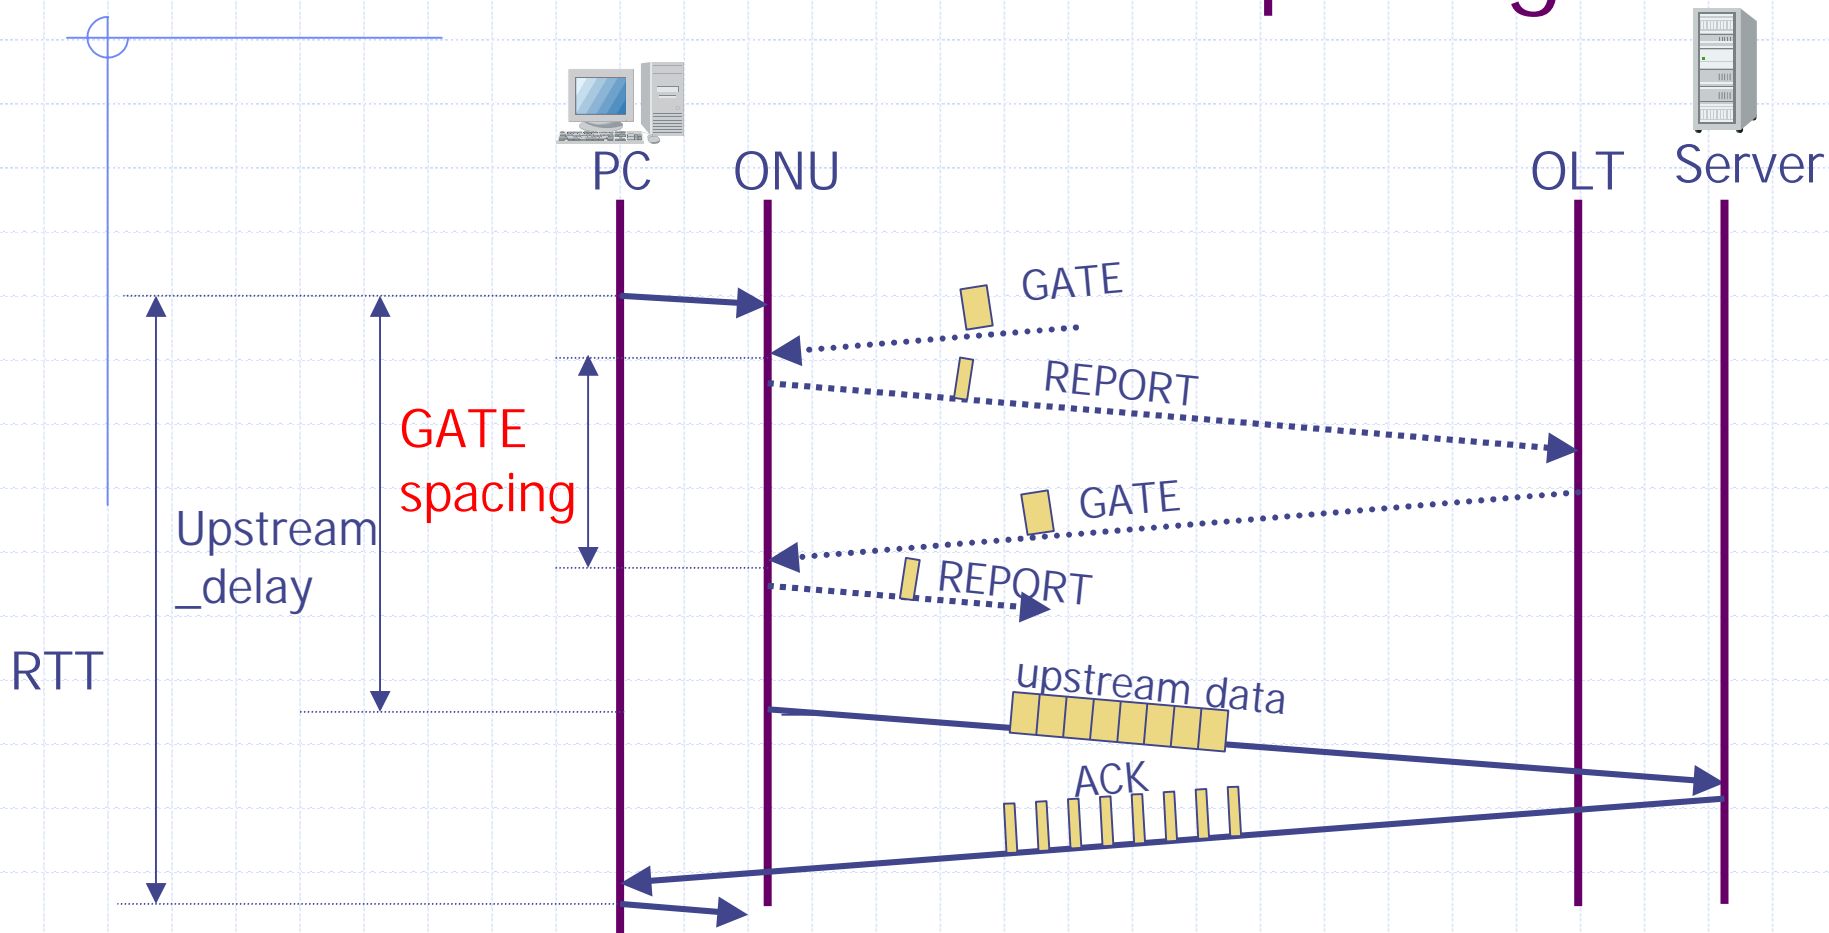 PC
ONU
OLT
Server
GATE
REPORT
GATE
spacing
GATE
Upstream
_delay
REPORT
RTT
upstream data
ACK